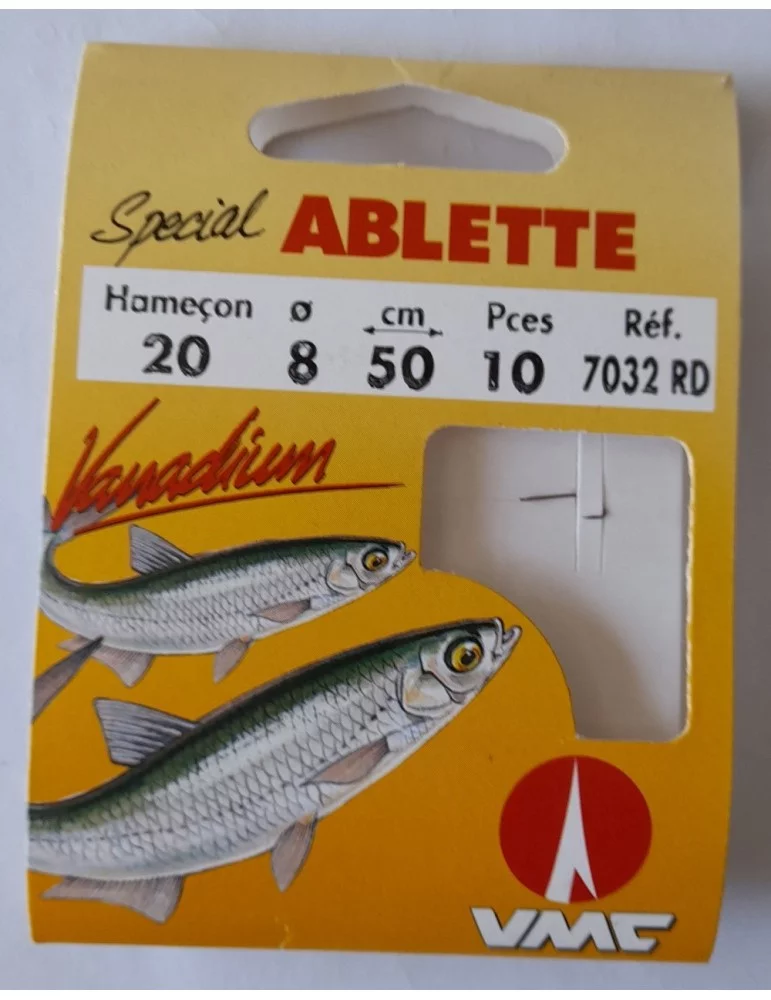 Special ABLETTE
Hameçon ø cm Pces Réf.
20 8 50 10 7032 RD
Vanadium
VMC